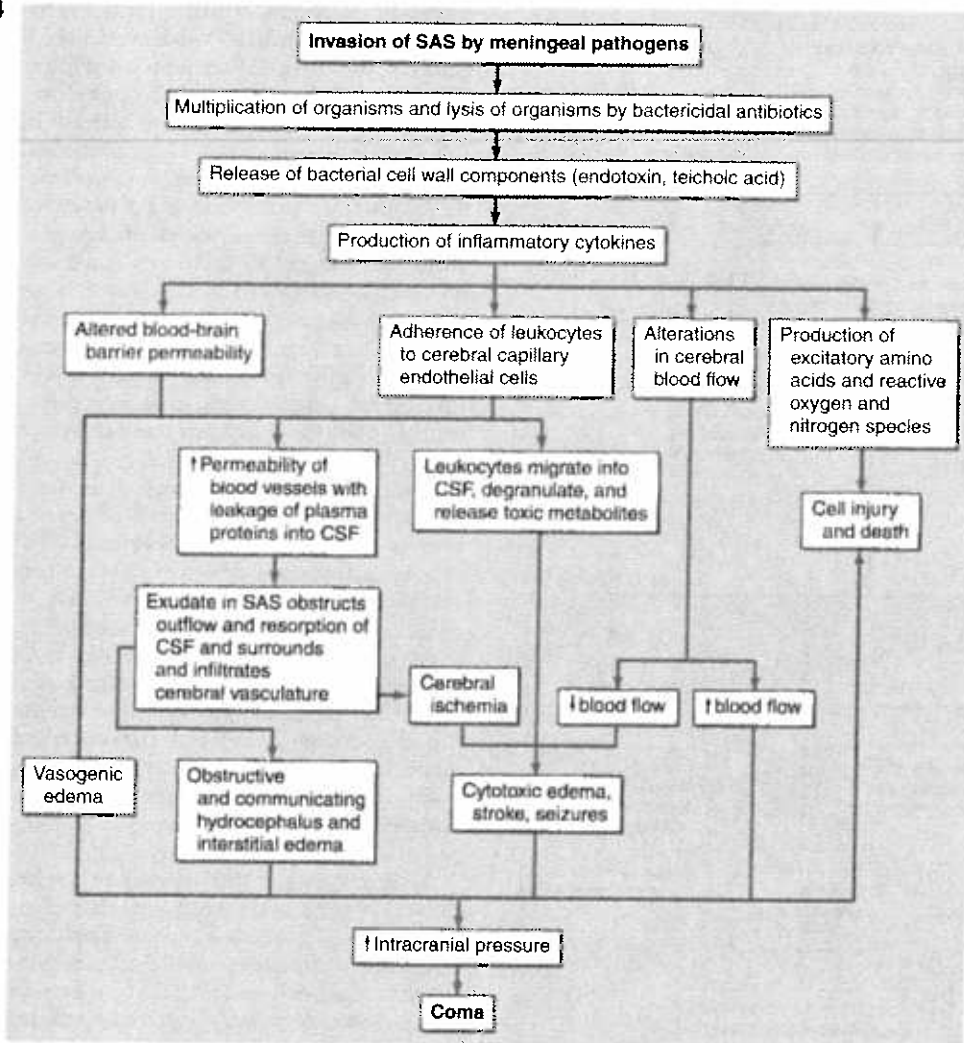 4
Invasion of SAS by meningeal pathogens
Multiplication of organisms and lysis of organisms by bactericidal antibiotics
Release of bacterial cell wall components (endotoxin, teichoic acid)
Production of inflammatory cytokines
Altered blood-brain
barrier permeability
Adherence of leukocytes
to cerebral capillary
endothelial cells
Alterations
in cerebral
blood flow
Production of
excitatory amino
acids and reactive
oxygen and
nitrogen species
↑Permeability of
blood vessels with
leakage of plasma
proteins into CSF
Leukocytes migrate into
CSF, degranulate, and
release toxic metabolites
Cell injury
and death
Exudate in SAS obstructs
outflow and resorption of
CSF and surrounds
and infiltrates
cerebral vasculature
Cerebral
ischemia
↓blood flow
↑blood flow
Vasogenic
edema
Obstructive
and communicating
hydrocephalus and
interstitial edema
Cytotoxic edema,
stroke, seizures
↑Intracranial pressure
Coma